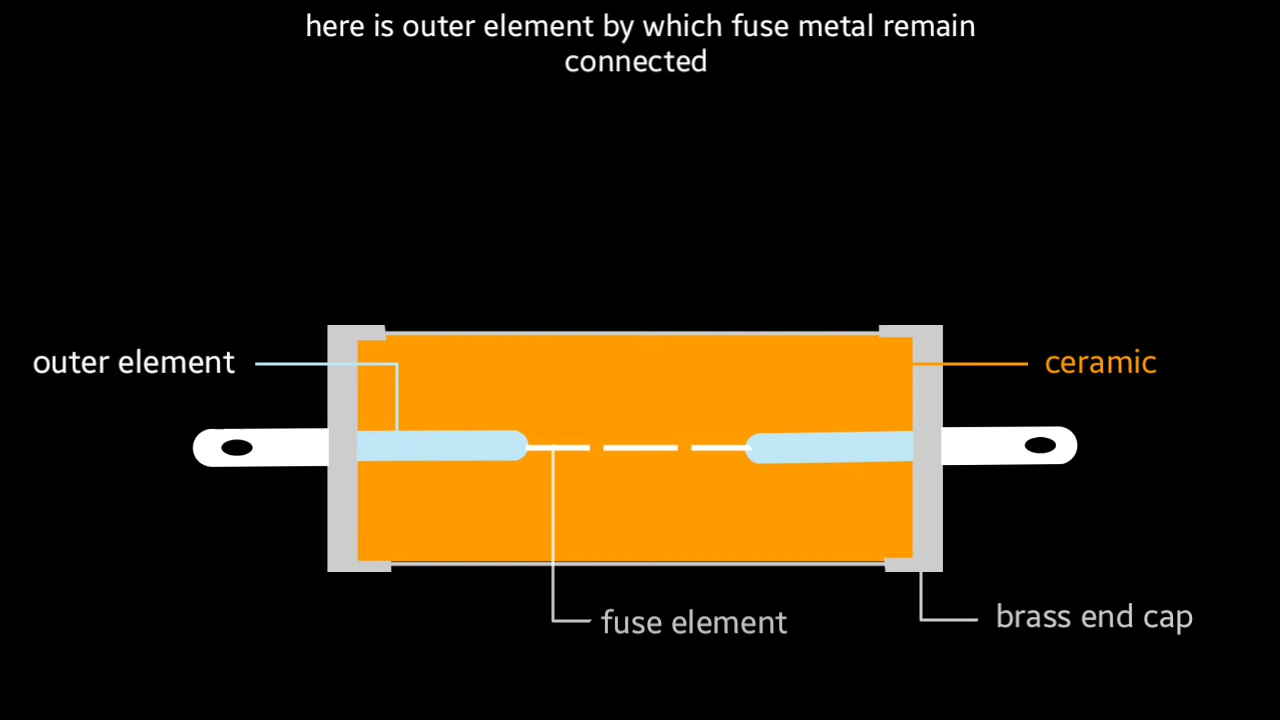 here is outer element by which fuse metal remain
connected
outer element
ceramic
fuse element
brass end cap